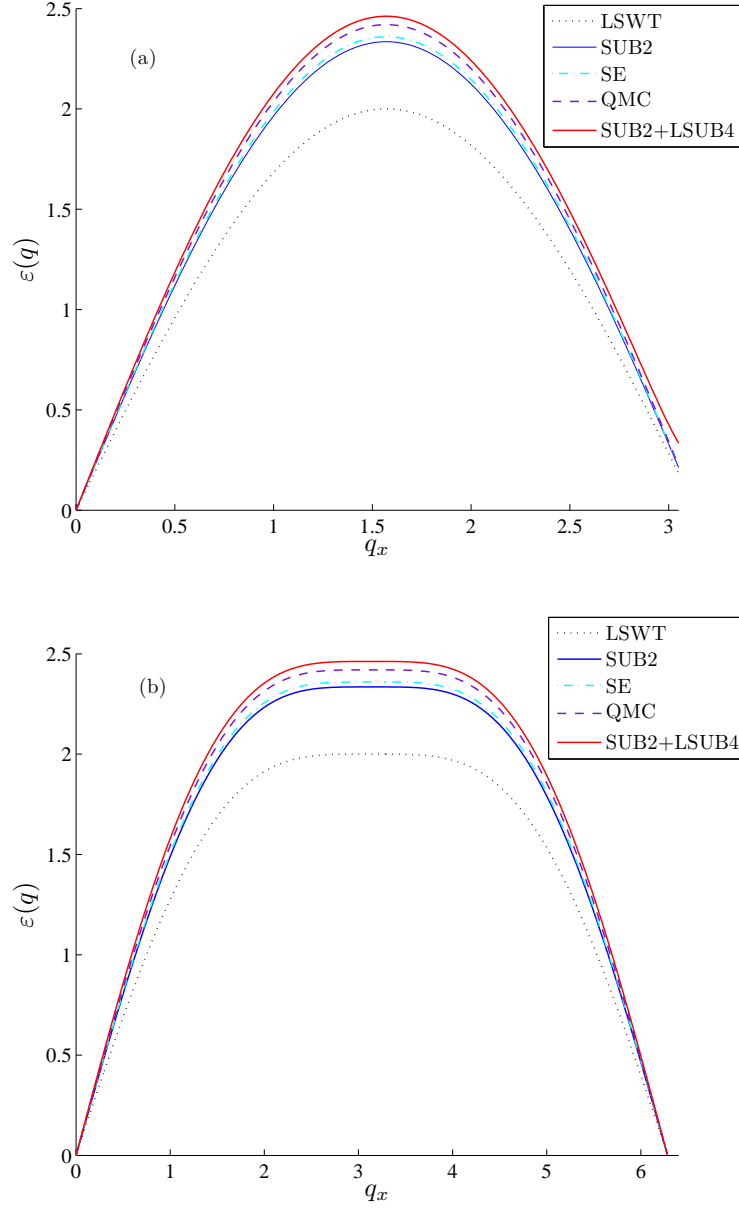 2.5
2
1.5
1
0.5
0
0
0.5
1
1.5
2
2.5
3
ε(q)
q_x
(a)
LSWT
SUB2
SE
QMC
SUB2+LSUB4
2.5
2
1.5
1
0.5
0
0
1
2
3
4
5
6
ε(q)
q_x
(b)
LSWT
SUB2
SE
QMC
SUB2+LSUB4